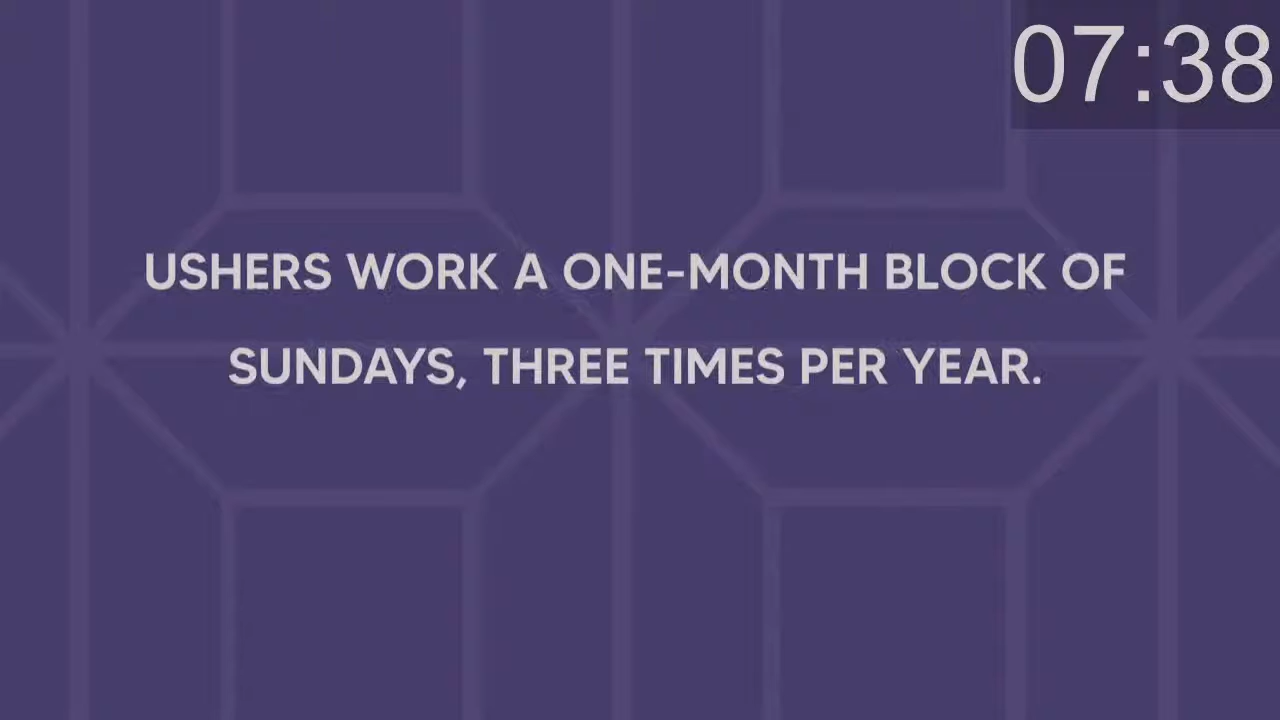 07:38
USHERS WORK A ONE-MONTH BLOCK OF
SUNDAYS, THREE TIMES PER YEAR.